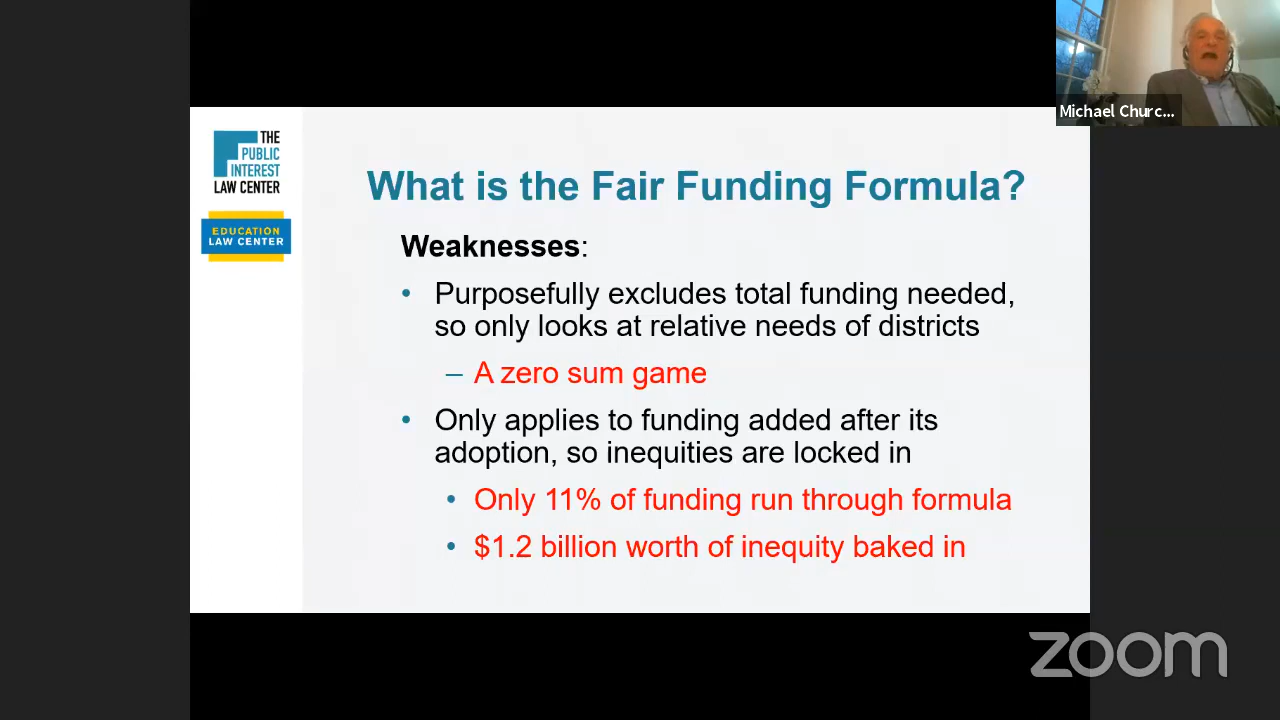 THE
PUBLIC
INTEREST
LAW CENTER
EDUCATION
LAW CENTER
What is the Fair Funding Formula?
Weaknesses:
• Purposefully excludes total funding needed,
so only looks at relative needs of districts
– A zero sum game
• Only applies to funding added after its
adoption, so inequities are locked in
• Only 11% of funding run through formula
• $1.2 billion worth of inequity baked in
Michael Churc...
zoom